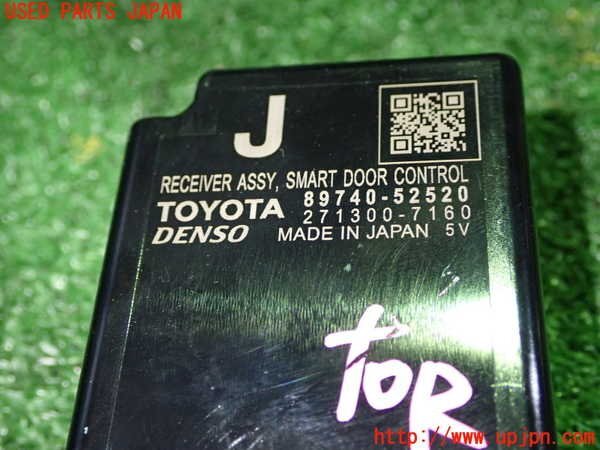 USED PARTS JAPAN
J
RECEIVER ASSY, SMART DOOR CONTROL
TOYOTA 89740-52520
271300-7160
DENSO MADE IN JAPAN 5V
toR
http://www.upjpn.com